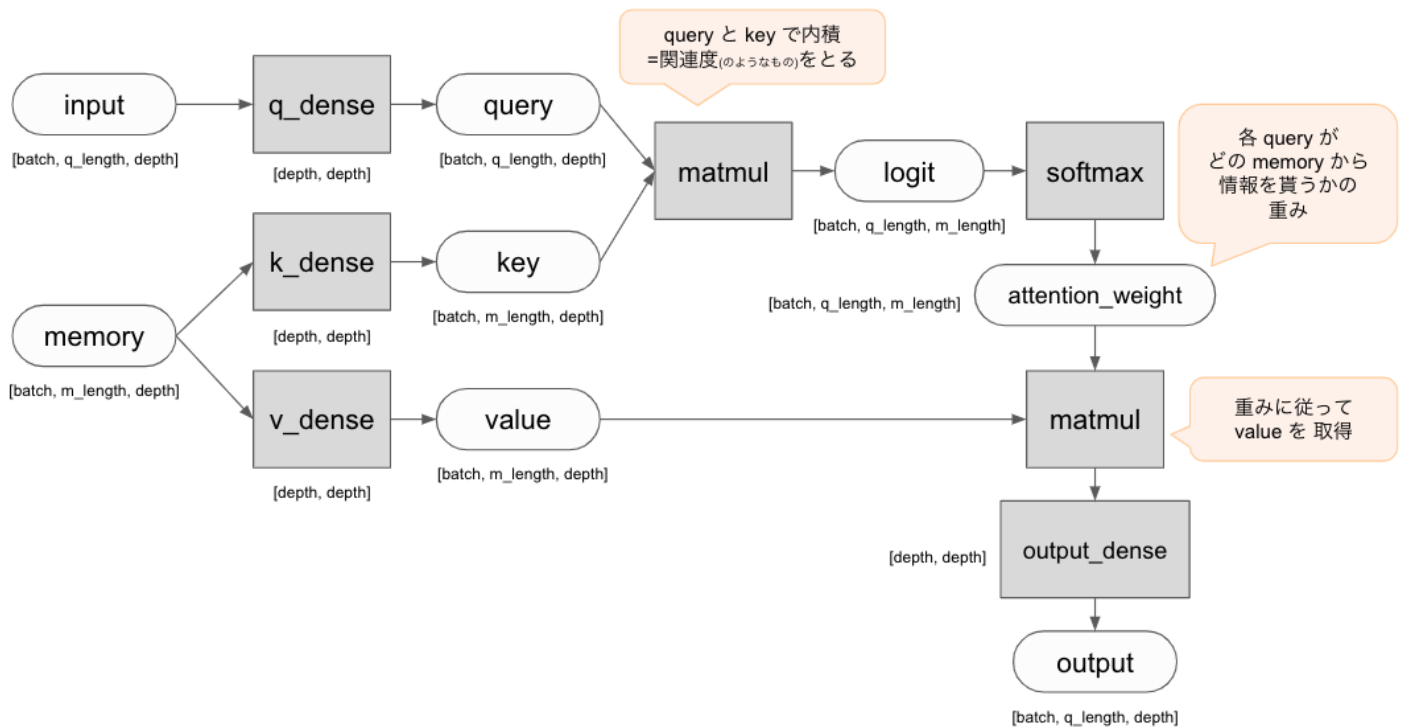 query と key で内積
=関連度(のようなもの)をとる
input
[batch, q_length, depth]
q_dense
[depth, depth]
query
[batch, q_length, depth]
matmul
logit
[batch, q_length, m_length]
softmax
各 query が
どの memory から
情報を貰うかの
重み
memory
[batch, m_length, depth]
k_dense
[depth, depth]
key
[batch, m_length, depth]
[batch, q_length, m_length]
attention_weight
v_dense
[depth, depth]
value
[batch, m_length, depth]
matmul
重みに従って
value を 取得
[depth, depth]
output_dense
output
[batch, q_length, depth]